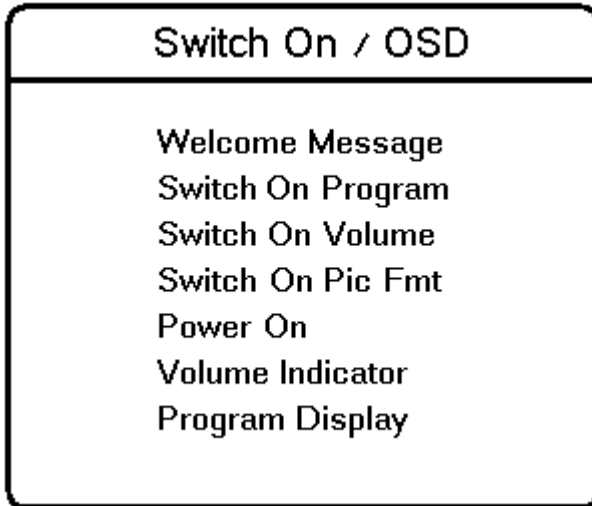 Switch On / OSD
Welcome Message
Switch On Program
Switch On Volume
Switch On Pic Fmt
Power On
Volume Indicator
Program Display